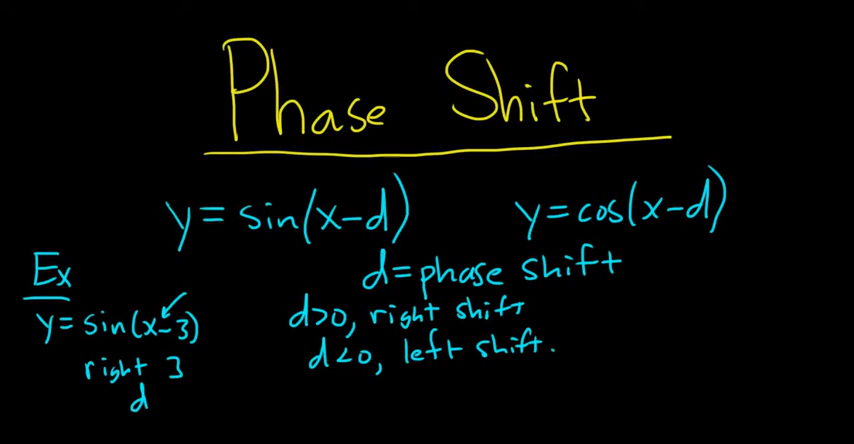 Phase Shift
y = sin(x-d)
y = cos(x-d)
d = phase shift
d>0, right shift
d<0, left shift.
Ex
y = sin(x-3)
right 3
d